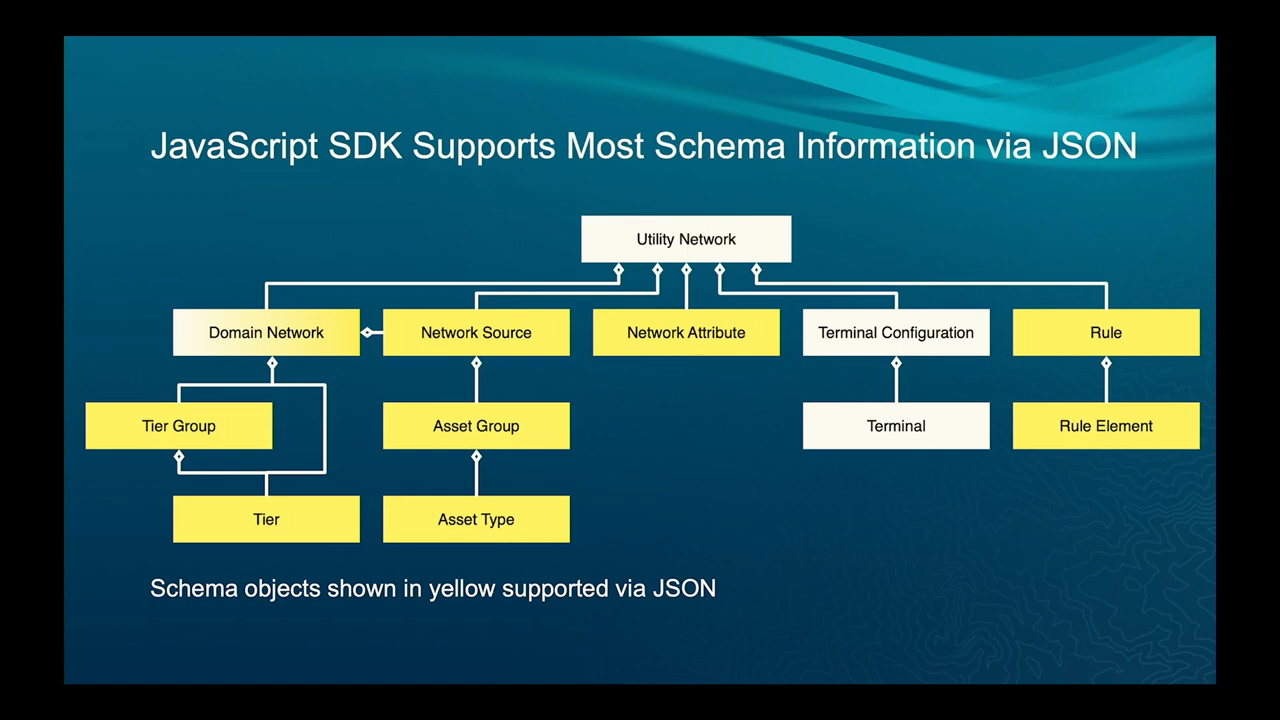 JavaScript SDK Supports Most Schema Information via JSON
Utility Network
Domain Network
Network Source
Network Attribute
Terminal Configuration
Rule
Tier Group
Asset Group
Terminal
Rule Element
Tier
Asset Type
Schema objects shown in yellow supported via JSON